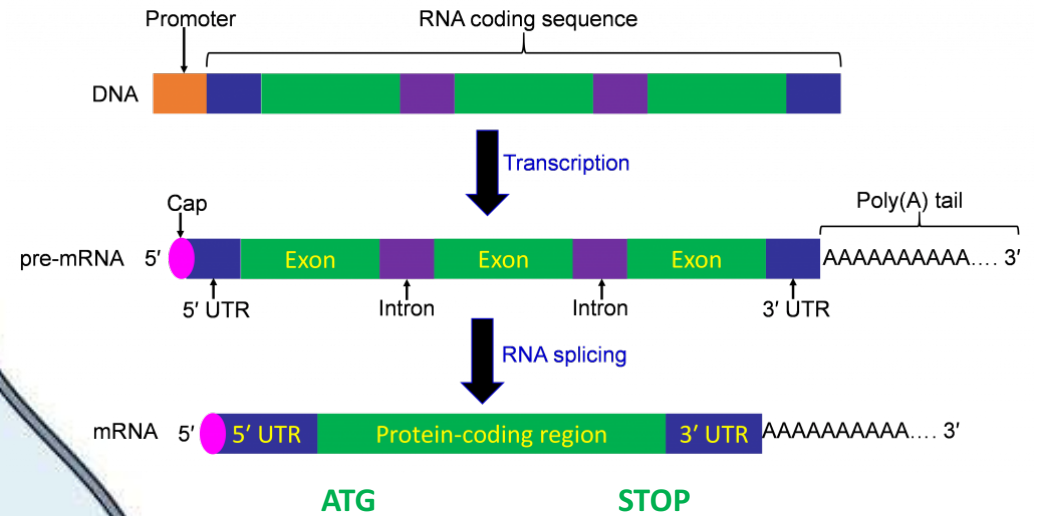 Promoter
RNA coding sequence
DNA
Transcription
Cap
Poly(A) tail
pre-mRNA 5′ Exon Exon Exon AAAAAAAAAA.... 3′
5′ UTR Intron Intron 3′ UTR
RNA splicing
mRNA 5′ 5′ UTR Protein-coding region 3′ UTR AAAAAAAAAA.... 3′
ATG STOP